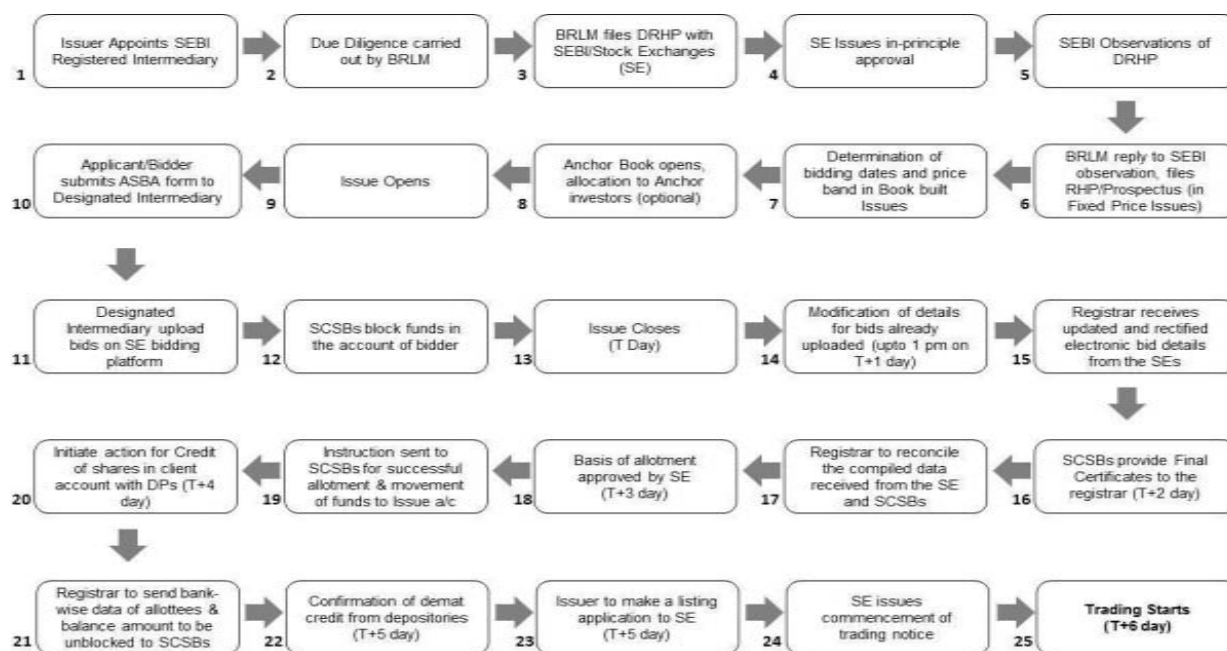 Issuer Appoints SEBI
Registered Intermediary
1
Due Diligence carried
out by BRLM
2
BRLM files DRHP with
SEBI/Stock Exchanges
(SE)
3
SE Issues in-principle
approval
4
SEBI Observations of
DRHP
5
BRLM reply to SEBI
observation, files
RHP/Prospectus (in
Fixed Price Issues)
6
Determination of
bidding dates and price
band in Book built
Issues
7
Anchor Book opens,
allocation to Anchor
investors (optional)
8
Issue Opens
9
Applicant/Bidder
submits ASBA form to
Designated Intermediary
10
Designated
Intermediary upload
bids on SE bidding
platform
11
SCSBs block funds in
the account of bidder
12
Issue Closes
(T Day)
13
Modification of details
for bids already
uploaded (upto 1 pm on
T+1 day)
14
Registrar receives
updated and rectified
electronic bid details
from the SEs
15
SCSBs provide Final
Certificates to the
registrar (T+2 day)
16
Registrar to reconcile
the compiled data
received from the SE
and SCSBs
17
Basis of allotment
approved by SE
(T+3 day)
18
Instruction sent to
SCSBs for successful
allotment & movement
of funds to Issue a/c
19
Initiate action for Credit
of shares in client
account with DPs (T+4
day)
20
Registrar to send bank-
wise data of allottees &
balance amount to be
unblocked to SCSBs
21
Confirmation of demat
credit from depositories
(T+5 day)
22
Issuer to make a listing
application to SE
(T+5 day)
23
SE issues
commencement of
trading notice
24
Trading Starts
(T+6 day)
25